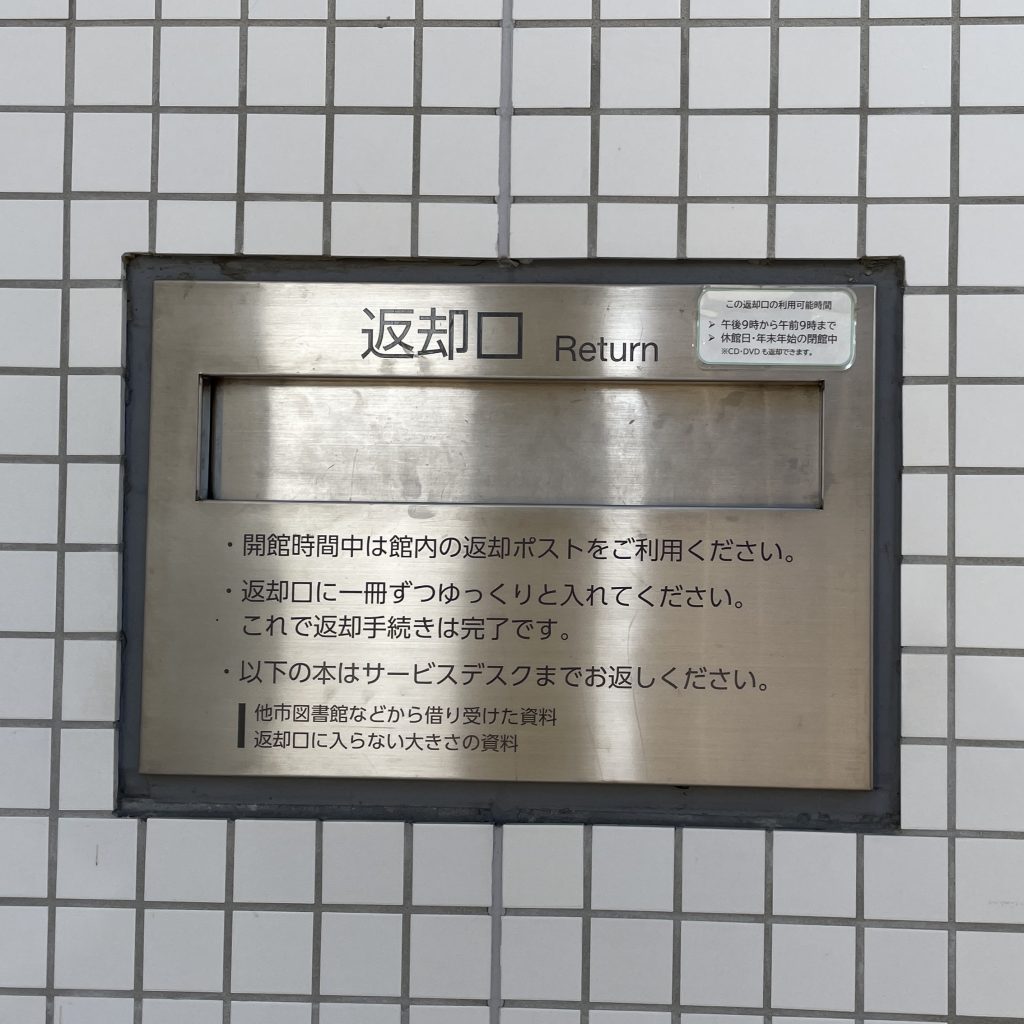 返却口 Return
この返却口の利用可能時間
➢ 午後9時から午前9時まで
➢ 休館日・年末年始の閉館中
※CD・DVDも返却できます。
・開館時間中は館内の返却ポストをご利用ください。
・返却口に一冊ずつゆっくりと入れてください。
これで返却手続きは完了です。
・以下の本はサービスデスクまでお返しください。
他市図書館などから借り受けた資料
返却口に入らない大きさの資料